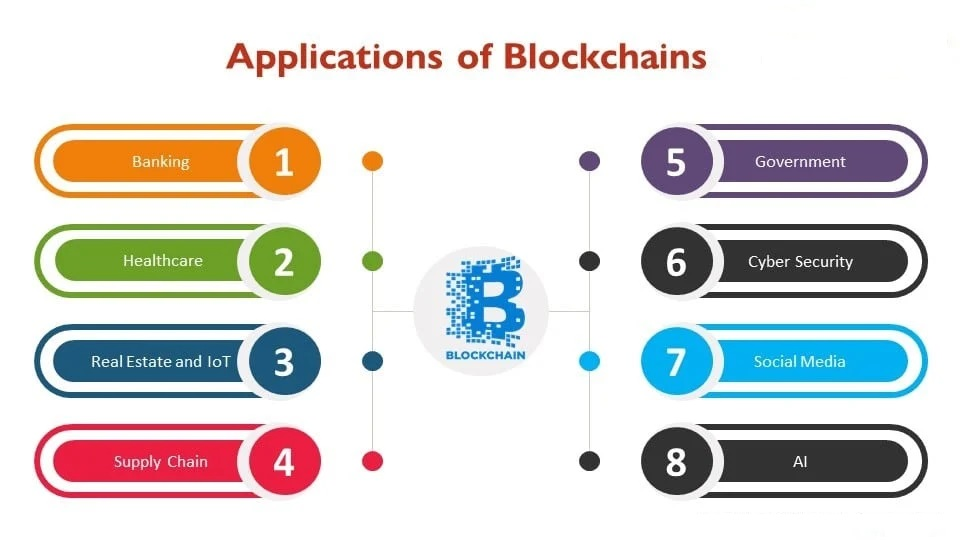 Applications of Blockchains
Banking 1
Healthcare 2
Real Estate and IoT 3
Supply Chain 4
BLOCKCHAIN
5 Government
6 Cyber Security
7 Social Media
8 AI